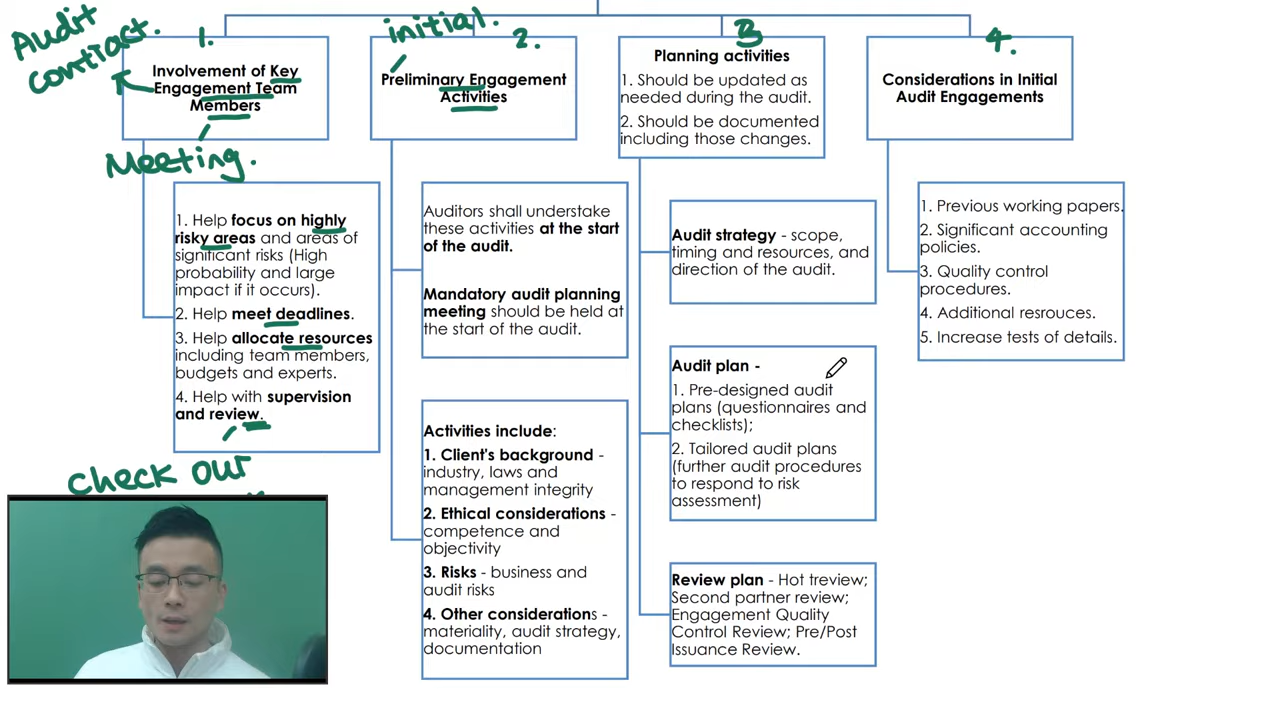 Audit
contract.
1.
Involvement of Key
Engagement Team
Members
Meeting.
1. Help focus on highly
risky areas and areas of
significant risks (High
probability and large
impact if it occurs).
2. Help meet deadlines.
3. Help allocate resources
including team members,
budgets and experts.
4. Help with supervision
and review.
check our
initial.
2.
Preliminary Engagement
Activities
Auditors shall understake
these activities at the start
of the audit.
Mandatory audit planning
meeting should be held at
the start of the audit.
Activities include:
1. Client's background -
industry, laws and
management integrity
2. Ethical considerations -
competence and
objectivity
3. Risks - business and
audit risks
4. Other considerations -
materiality, audit strategy,
documentation
3
Planning activities
1. Should be updated as
needed during the audit.
2. Should be documented
including those changes.
Audit strategy - scope,
timing and resources, and
direction of the audit.
Audit plan -
1. Pre-designed audit
plans (questionnaires and
checklists);
2. Tailored audit plans
(further audit procedures
to respond to risk
assessment)
Review plan - Hot treview;
Second partner review;
Engagement Quality
Control Review; Pre/Post
Issuance Review.
4.
Considerations in Initial
Audit Engagements
1. Previous working papers.
2. Significant accounting
policies.
3. Quality control
procedures.
4. Additional resrouces.
5. Increase tests of details.